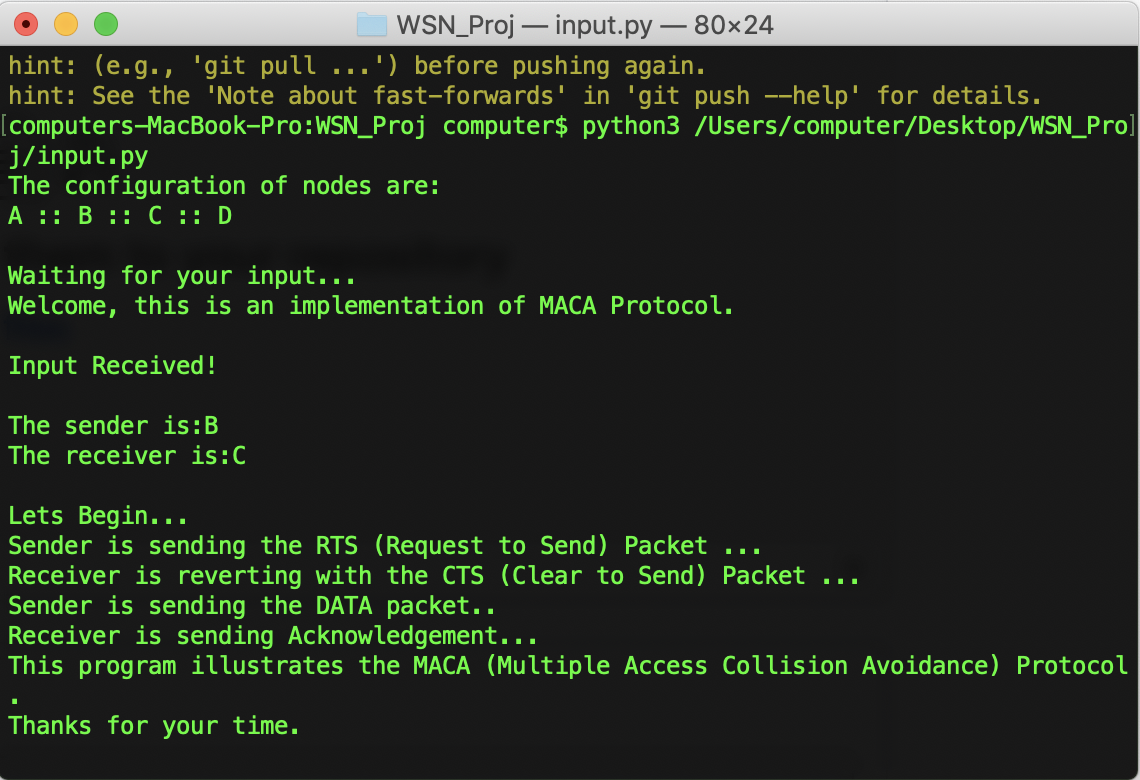 WSN_Proj — input.py — 80×24
hint: (e.g., 'git pull ...') before pushing again.
hint: See the 'Note about fast-forwards' in 'git push --help' for details.
[computers-MacBook-Pro:WSN_Proj computer$ python3 /Users/computer/Desktop/WSN_Pro]
j/input.py
The configuration of nodes are:
A :: B :: C :: D
Waiting for your input...
Welcome, this is an implementation of MACA Protocol.
Input Received!
The sender is:B
The receiver is:C
Lets Begin...
Sender is sending the RTS (Request to Send) Packet ...
Receiver is reverting with the CTS (Clear to Send) Packet ...
Sender is sending the DATA packet..
Receiver is sending Acknowledgement...
This program illustrates the MACA (Multiple Access Collision Avoidance) Protocol
.
Thanks for your time.